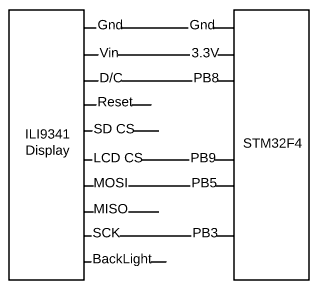 Gnd Gnd
Vin 3.3V
D/C PB8
Reset
SD CS
ILI9341
Display
STM32F4
LCD CS PB9
MOSI PB5
MISO
SCK PB3
BackLight